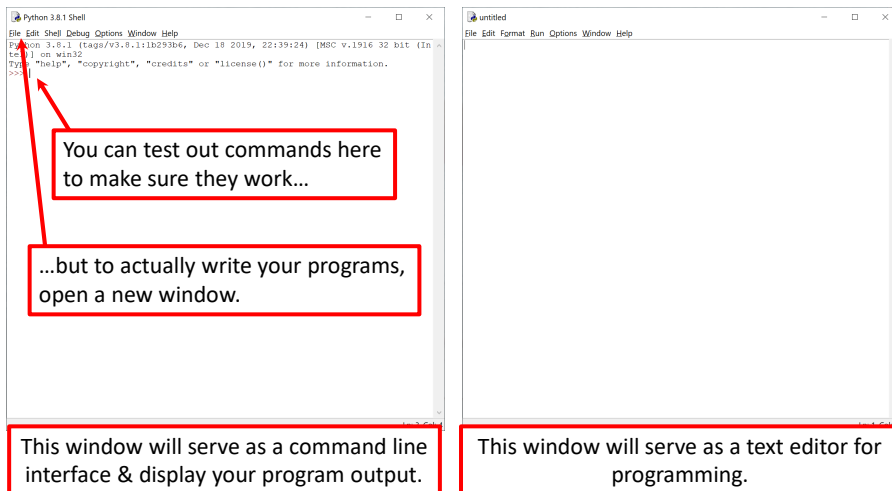 Python 3.8.1 Shell
File Edit Shell Debug Options Window Help
Python 3.8.1 (tags/v3.8.1:1b293b6, Dec 18 2019, 22:39:24) [MSC v.1916 32 bit (In
tel)] on win32
Type "help", "copyright", "credits" or "license()" for more information.
>>>
You can test out commands here
to make sure they work…
…but to actually write your programs,
open a new window.
This window will serve as a command line
interface & display your program output.
untitled
File Edit Format Run Options Window Help
This window will serve as a text editor for
programming.